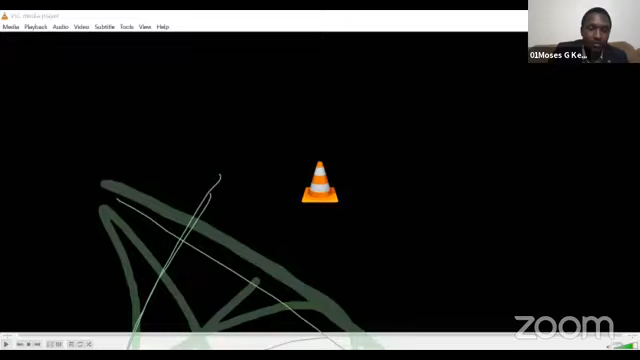 VLC media player
Media Playback Audio Video Subtitle Tools View Help
01Moses G Ke...
zoom